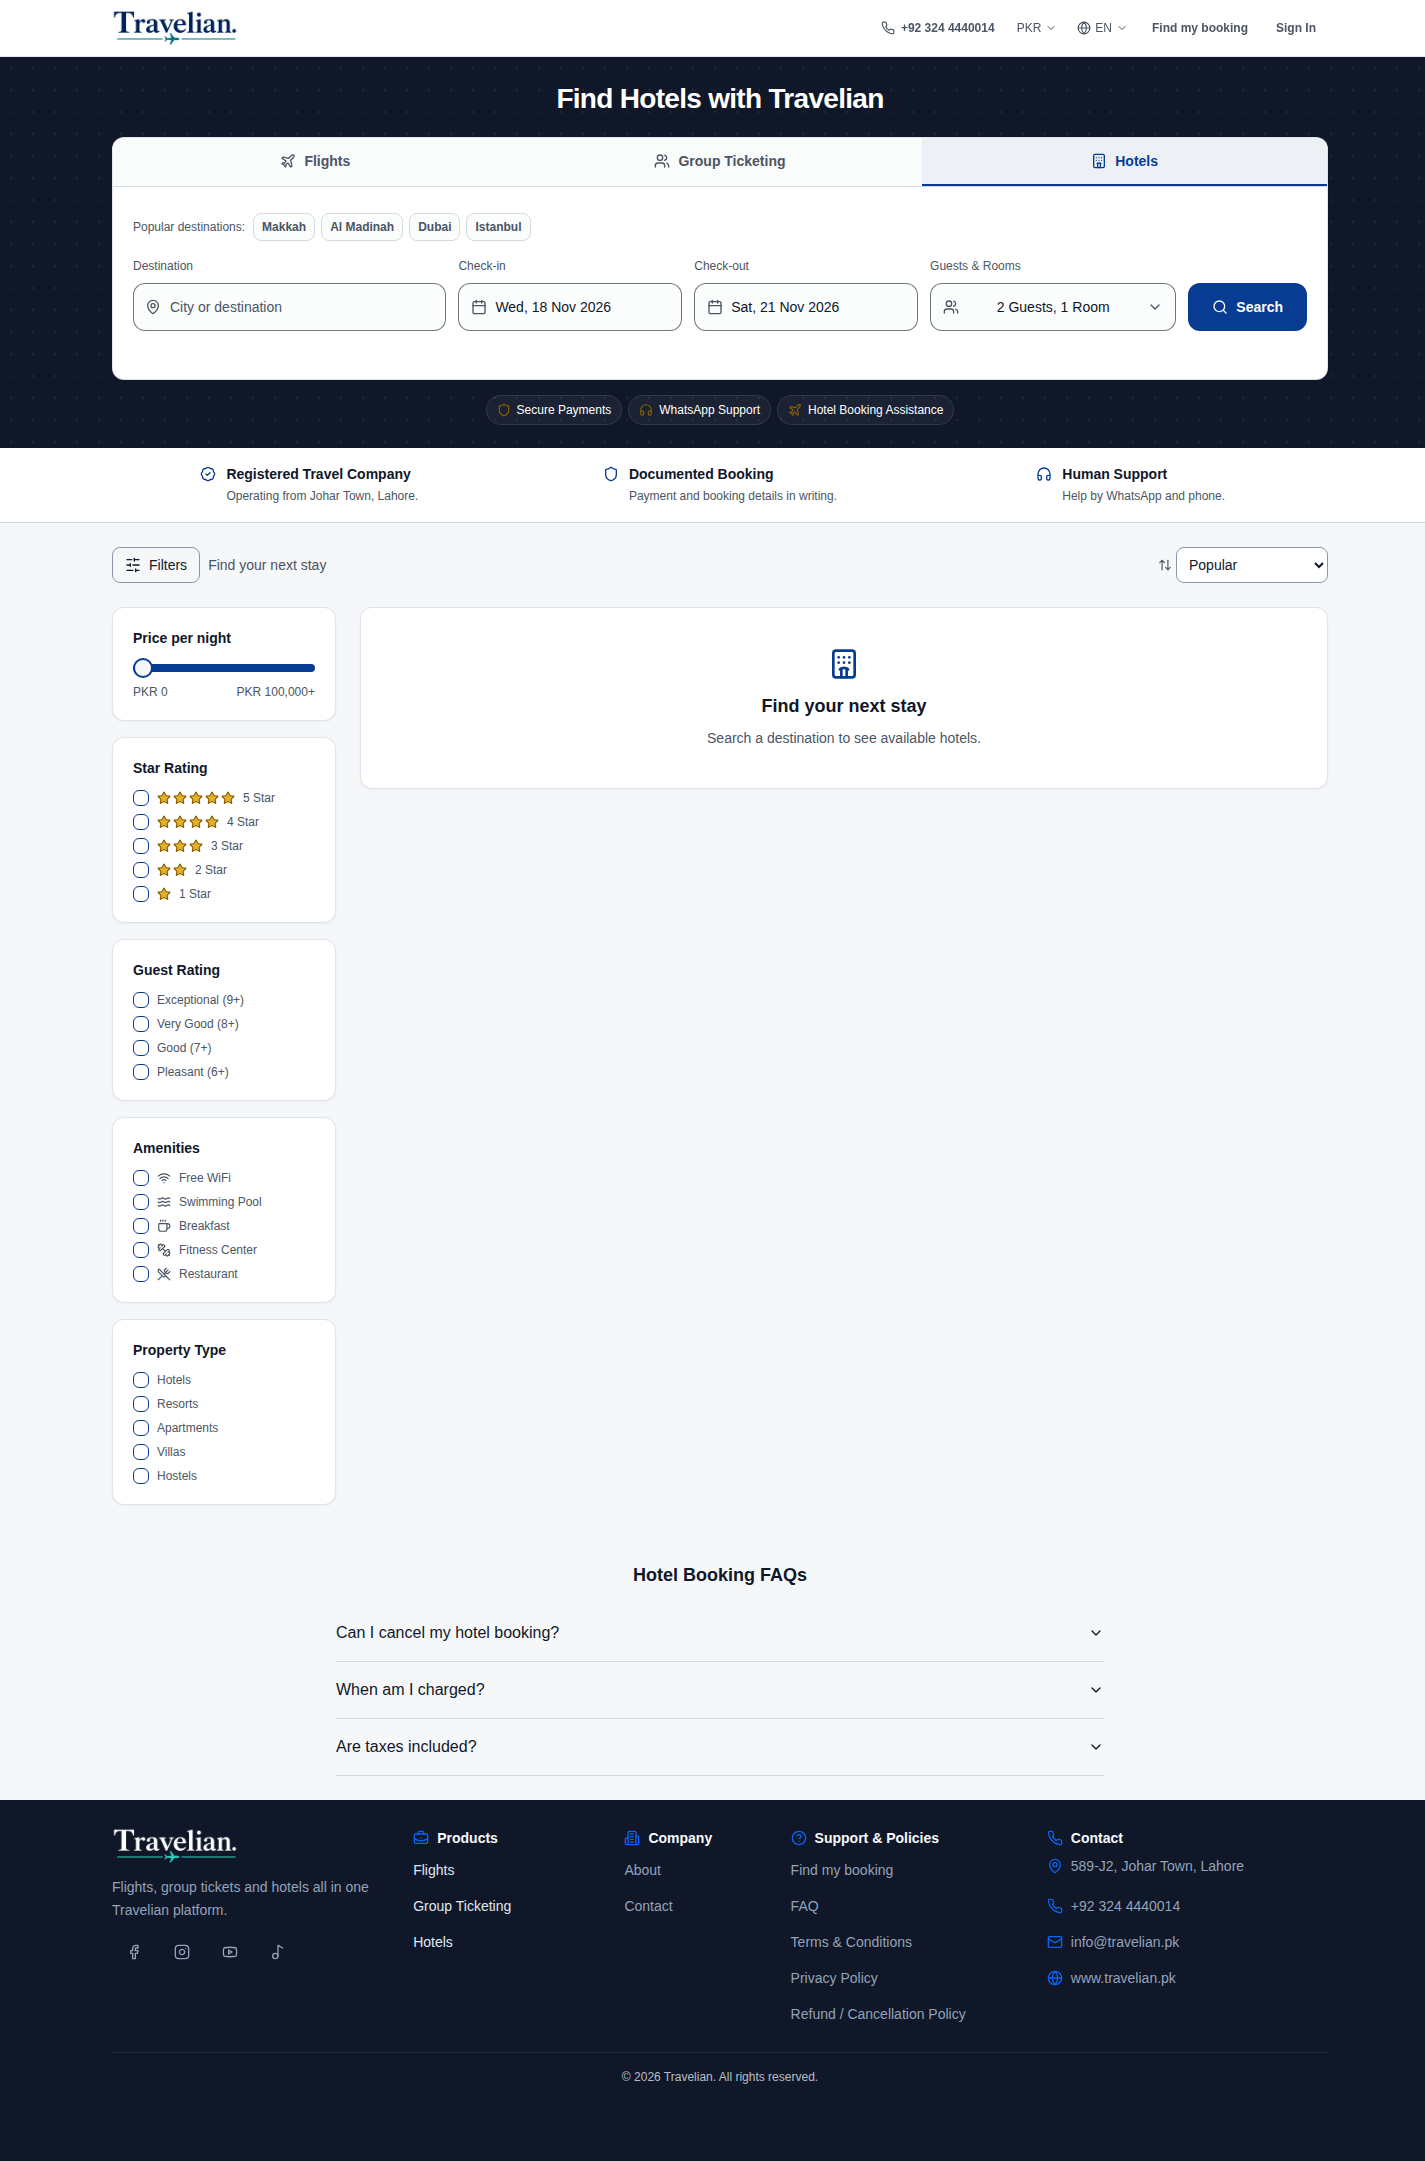 Travelian.
+92 324 4440014 PKR EN Find my booking Sign In
Find Hotels with Travelian
Flights Group Ticketing Hotels
Popular destinations: Makkah Al Madinah Dubai Istanbul
Destination Check-in Check-out Guests & Rooms
City or destination Wed, 18 Nov 2026 Sat, 21 Nov 2026 2 Guests, 1 Room Search
Secure Payments WhatsApp Support Hotel Booking Assistance
Registered Travel Company Documented Booking Human Support
Operating from Johar Town, Lahore. Payment and booking details in writing. Help by WhatsApp and phone.
Filters Find your next stay Popular
Price per night
PKR 0 PKR 100,000+
Find your next stay
Search a destination to see available hotels.
Star Rating
5 Star
4 Star
3 Star
2 Star
1 Star
Guest Rating
Exceptional (9+)
Very Good (8+)
Good (7+)
Pleasant (6+)
Amenities
Free WiFi
Swimming Pool
Breakfast
Fitness Center
Restaurant
Property Type
Hotels
Resorts
Apartments
Villas
Hostels
Hotel Booking FAQs
Can I cancel my hotel booking?
When am I charged?
Are taxes included?
Travelian.
Flights, group tickets and hotels all in one
Travelian platform.
Products
Flights
Group Ticketing
Hotels
Company
About
Contact
Support & Policies
Find my booking
FAQ
Terms & Conditions
Privacy Policy
Refund / Cancellation Policy
Contact
589-J2, Johar Town, Lahore
+92 324 4440014
info@travelian.pk
www.travelian.pk
© 2026 Travelian. All rights reserved.